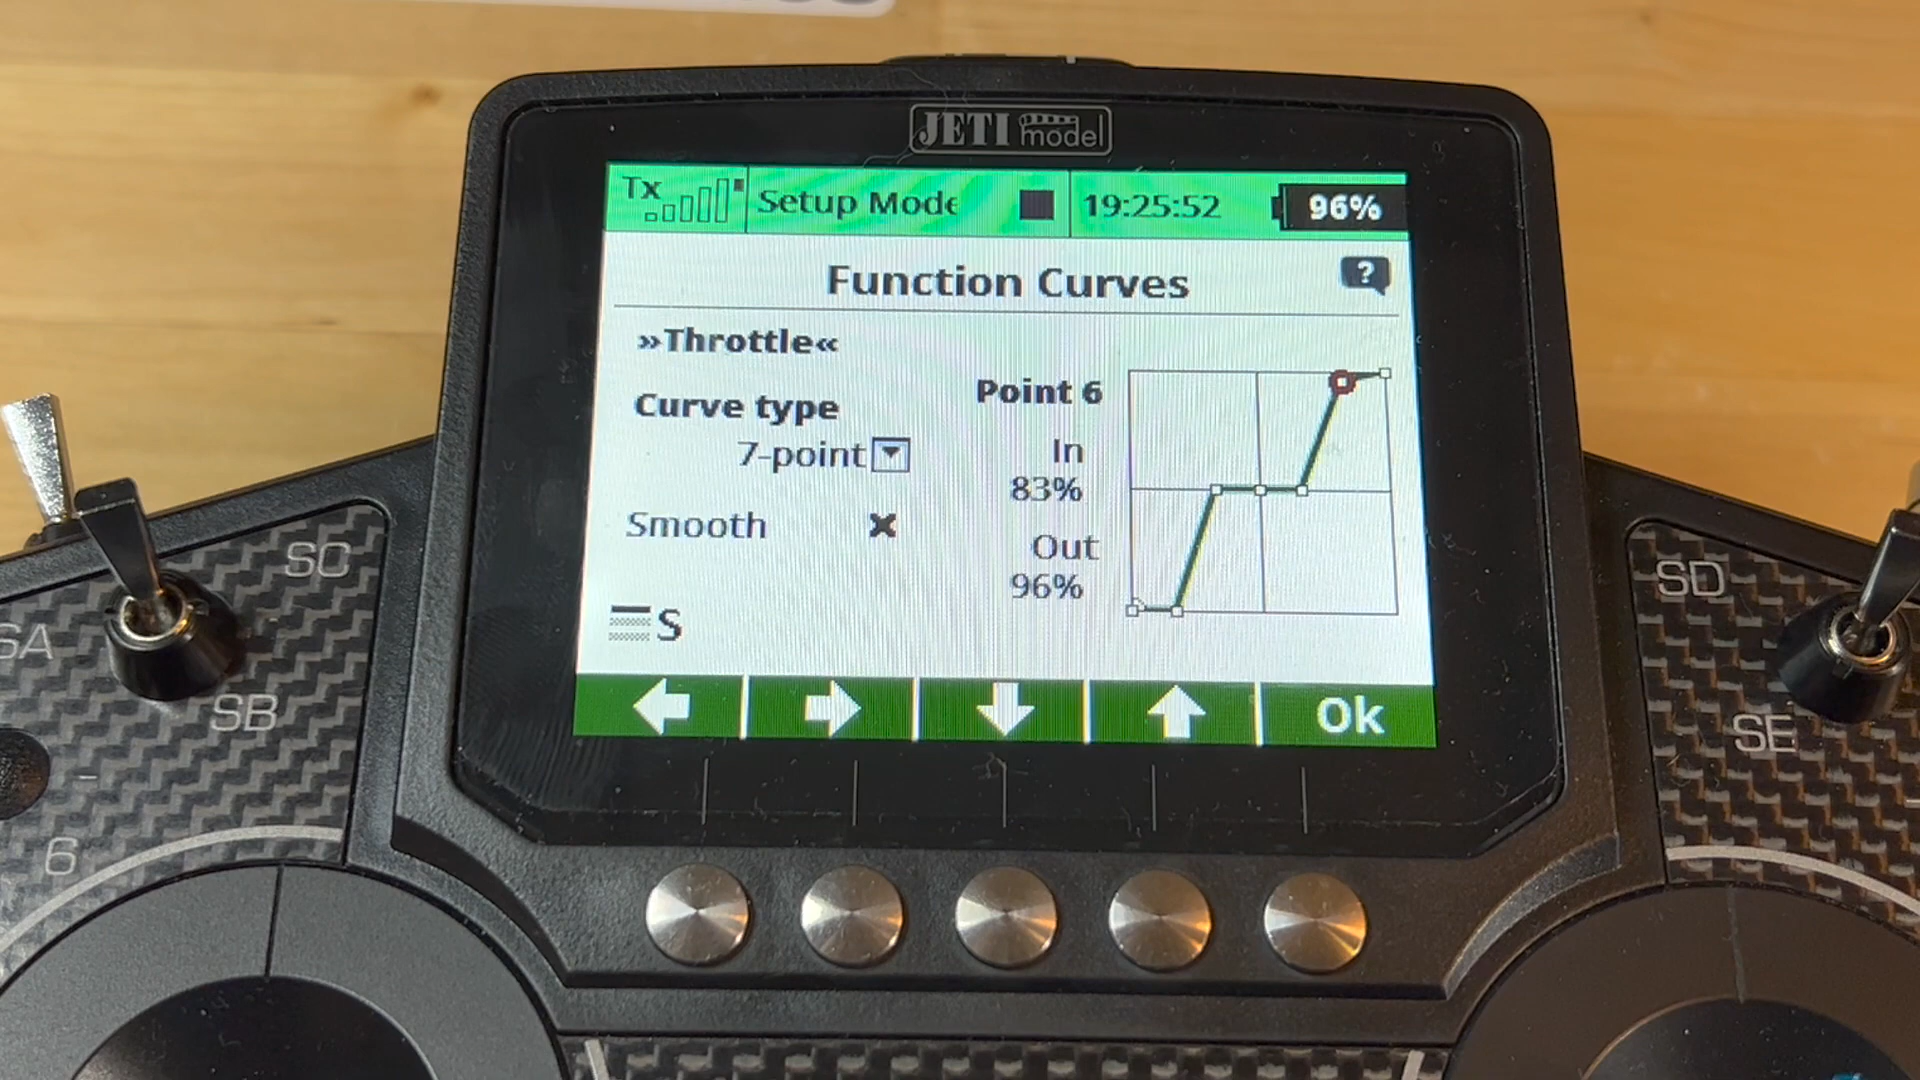 JETI model
Tx Setup Mode 19:25:52 96%
Function Curves ?
»Throttle«
Curve type
7-point
Smooth
S
Point 6
In
83%
Out
96%
Ok
SC
SB
6
SD
SE